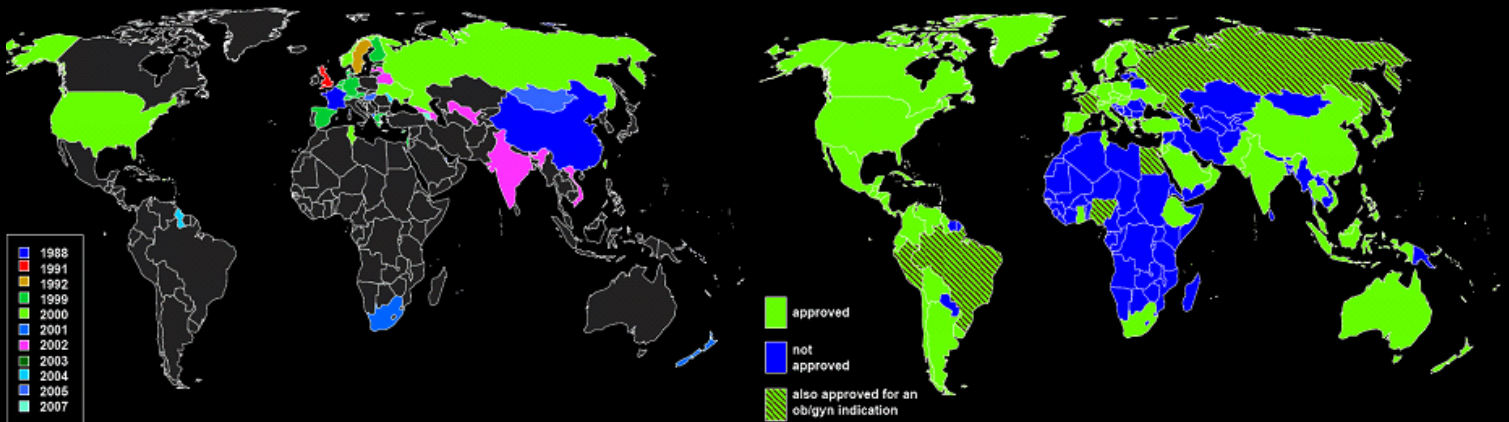 1988
1991
1992
1999
2000
2001
2002
2003
2004
2005
2007
approved
not
approved
also approved for an
ob/gyn indication